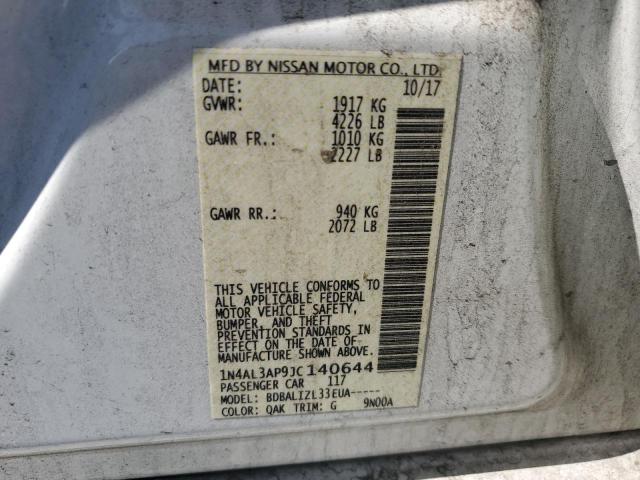 MFD BY NISSAN MOTOR CO., LTD.
DATE: 10/17
GVWR: 1917 KG
4226 LB
GAWR FR.: 1010 KG
2227 LB
GAWR RR.: 940 KG
2072 LB
THIS VEHICLE CONFORMS TO
ALL APPLICABLE FEDERAL
MOTOR VEHICLE SAFETY,
BUMPER, AND THEFT
PREVENTION STANDARDS IN
EFFECT ON THE DATE OF
MANUFACTURE SHOWN ABOVE.
1N4AL3AP9JC140644
PASSENGER CAR 117
MODEL: BDBALIZL33EUA-----
COLOR: QAK TRIM: G 9N00A